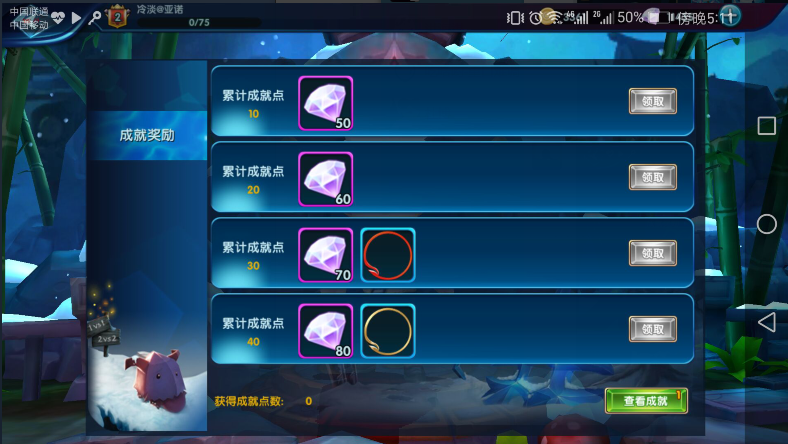 中国联通
中国移动
2
冷淡@亚诺
0/75
4G
2G
50%
傍晚5:11
成就奖励
累计成就点
10
50
领取
累计成就点
20
60
领取
累计成就点
30
70
领取
累计成就点
40
80
领取
1vs1
2vs2
获得成就点数:
0
查看成就
1